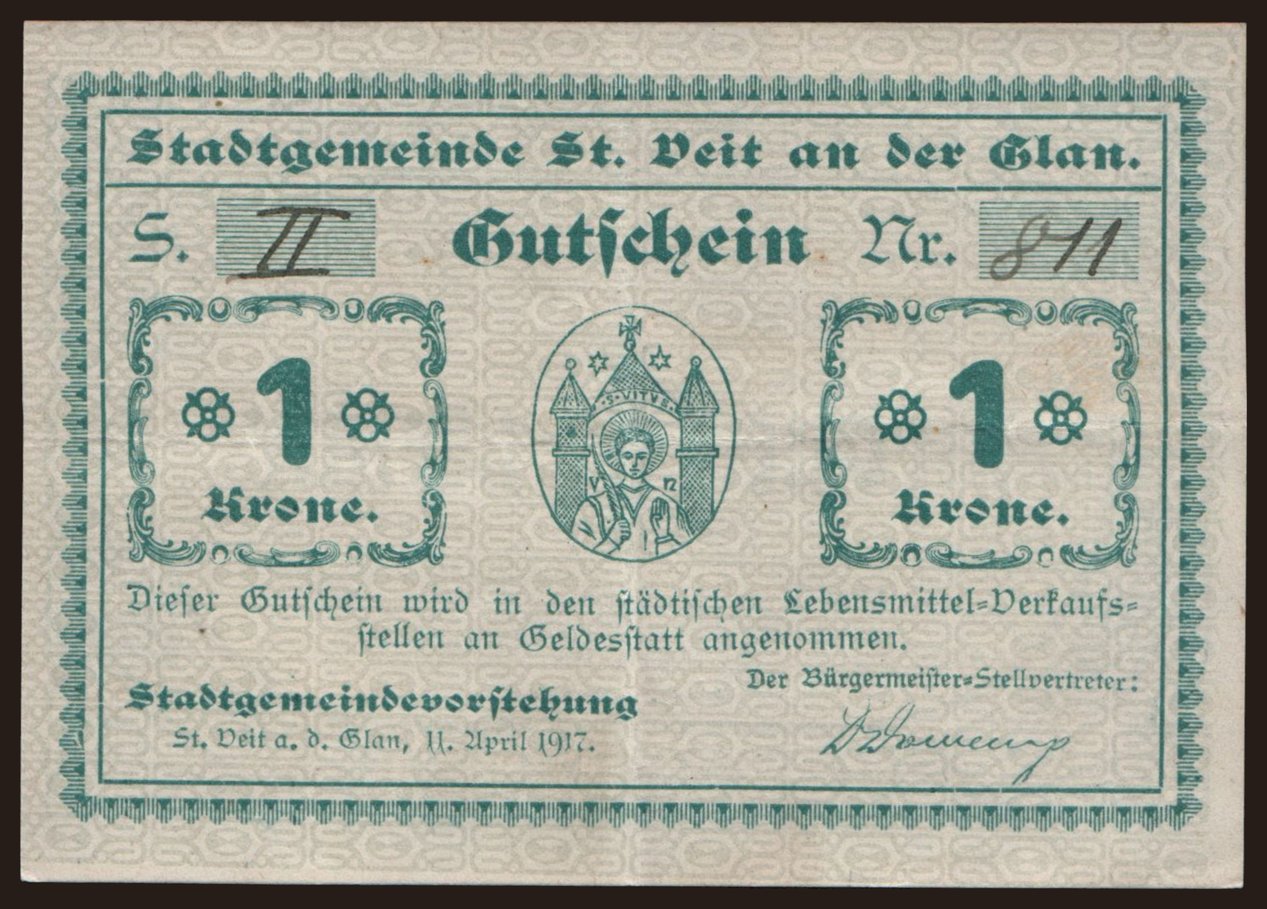 Stadtgemeinde St. Veit an der Glan.
S. II Gutschein Nr. 811
S. VITVS
1 1
Krone. Krone.
Dieser Gutschein wird in den städtischen Lebensmittel=Verkaufs=
stellen an Geldesstatt angenommen.
Der Bürgermeister=Stellvertreter:
Stadtgemeindevorstehung
St. Veit a. d. Glan, 11. April 1917.